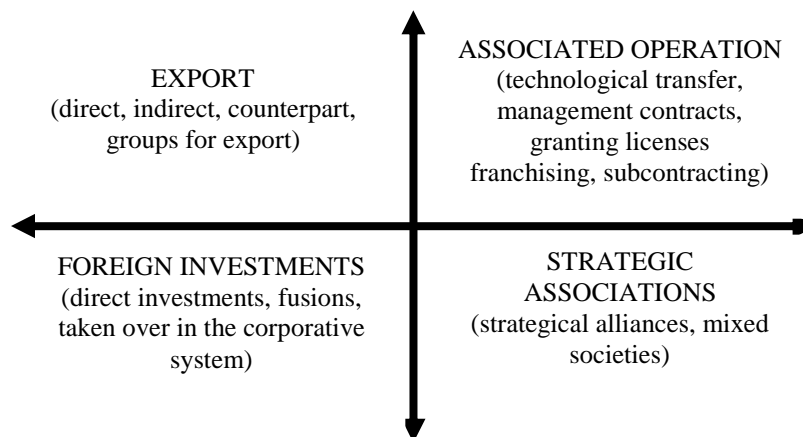 EXPORT
(direct, indirect, counterpart,
groups for export)
ASSOCIATED OPERATION
(technological transfer,
management contracts,
granting licenses
franchising, subcontracting)
FOREIGN INVESTMENTS
(direct investments, fusions,
taken over in the corporative
system)
STRATEGIC
ASSOCIATIONS
(strategical alliances, mixed
societies)